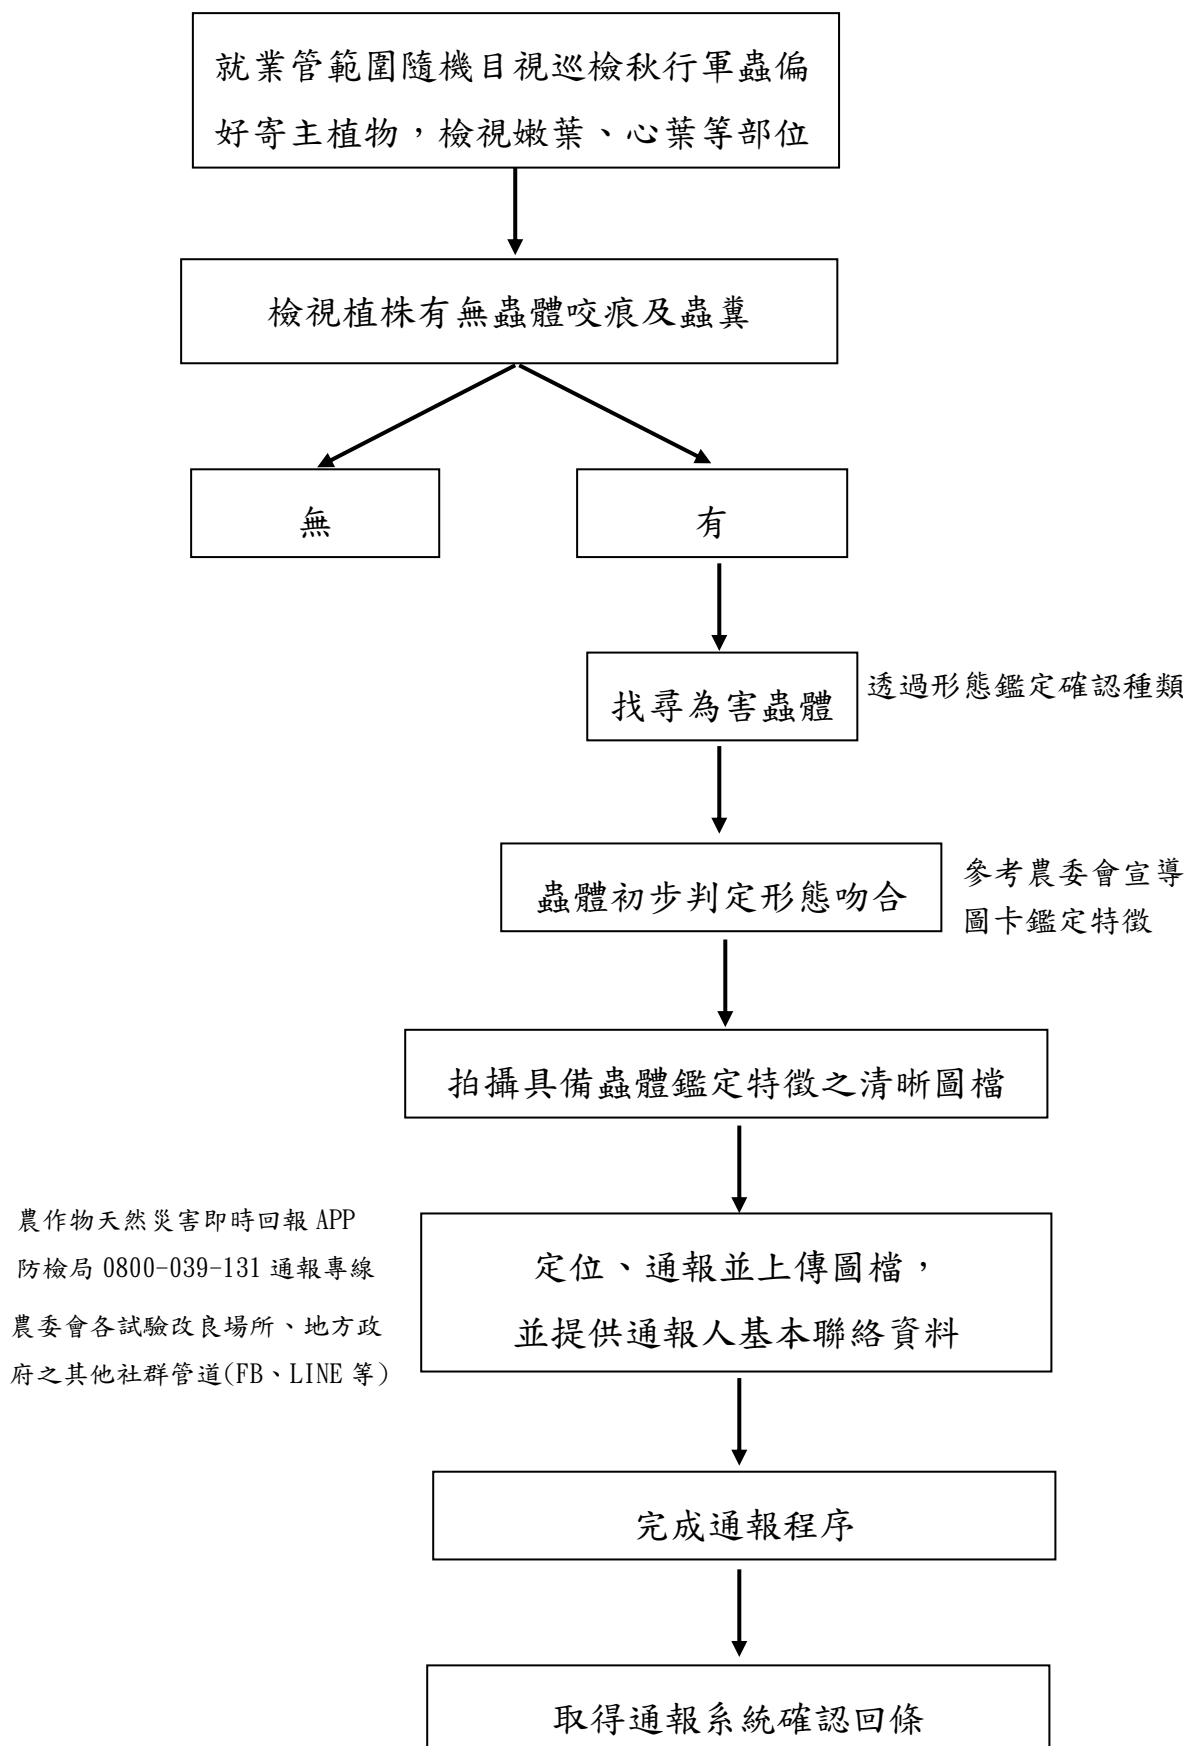 就業管範圍隨機目視巡檢秋行軍蟲偏
好寄主植物，檢視嫩葉、心葉等部位
檢視植株有無蟲體咬痕及蟲糞
無
有
找尋為害蟲體
透過形態鑑定確認種類
蟲體初步判定形態吻合
參考農委會宣導
圖卡鑑定特徵
拍攝具備蟲體鑑定特徵之清晰圖檔
農作物天然災害即時回報 APP
防檢局 0800-039-131 通報專線
農委會各試驗改良場所、地方政
府之其他社群管道(FB、LINE 等)
定位、通報並上傳圖檔，
並提供通報人基本聯絡資料
完成通報程序
取得通報系統確認回條